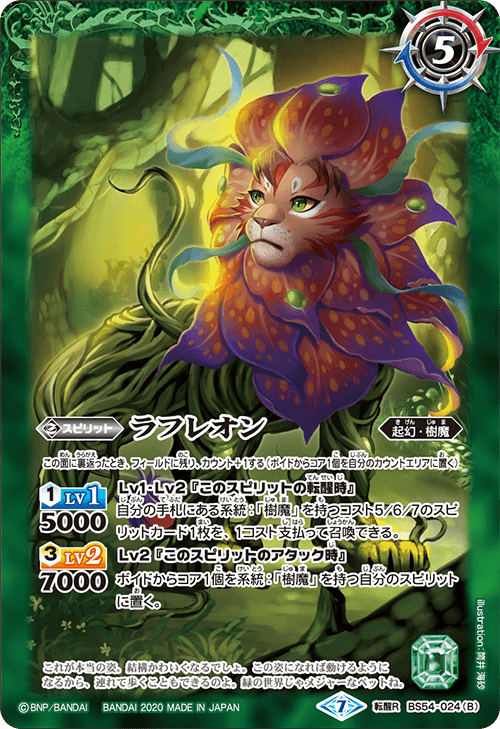 5
スピリット
ラフレオン
起幻・樹魔
きげん じゅま
この面に裏返ったとき、フィールドに残り、カウント+1する(ボイドからコア1個を自分のカウントエリアに置く)
1 LV1
5000
Lv1・Lv2『このスピリットの転醒時』
自分の手札にある系統:「樹魔」を持つコスト5/6/7のスピ
リットカード1枚を、1コスト支払って召喚できる。
3 LV2
7000
Lv2『このスピリットのアタック時』
ボイドからコア1個を系統:「樹魔」を持つ自分のスピリット
に置く。
これが本当の姿。結構かわいくなるでしょ。この姿になれば動けるように
なるから、連れて歩くこともできるのよ。緑の世界じゃメジャーなペットね。
illustration:筒井 海砂
©BNP/BANDAI BANDAI 2020 MADE IN JAPAN
7
転醒R BS54-024(B)